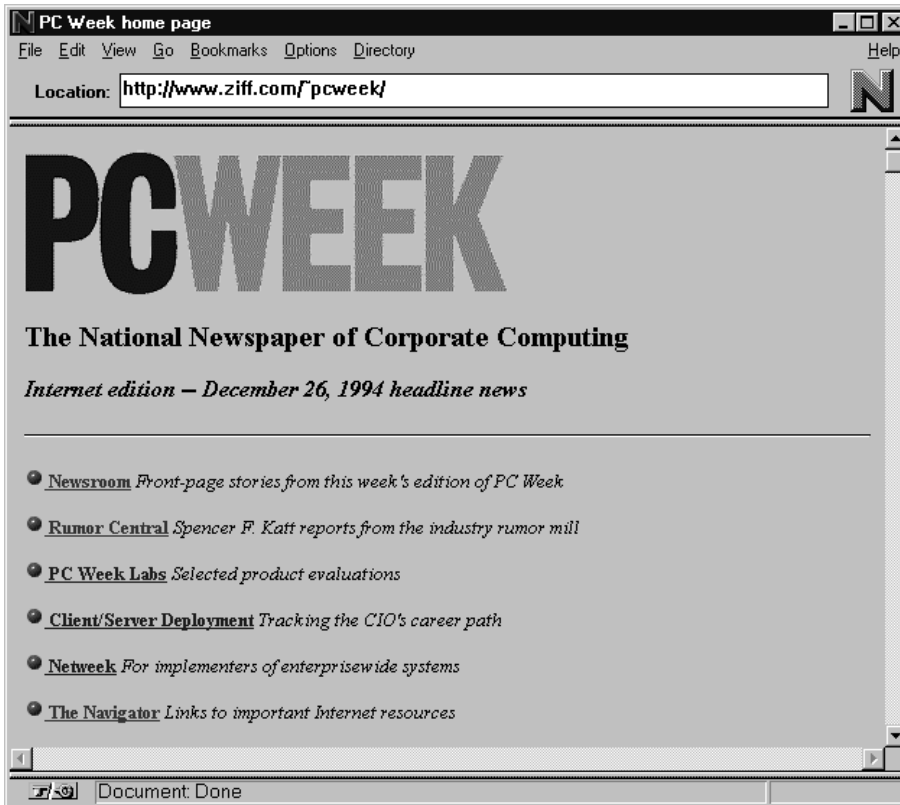 PC Week home page
File Edit View Go Bookmarks Options Directory Help
Location: http://www.ziff.com/~pcweek/
N
PCWEEK
The National Newspaper of Corporate Computing
Internet edition — December 26, 1994 headline news
Newsroom Front-page stories from this week's edition of PC Week
Rumor Central Spencer F. Katt reports from the industry rumor mill
PC Week Labs Selected product evaluations
Client/Server Deployment Tracking the CIO's career path
Netweek For implementers of enterprisewide systems
The Navigator Links to important Internet resources
Document: Done